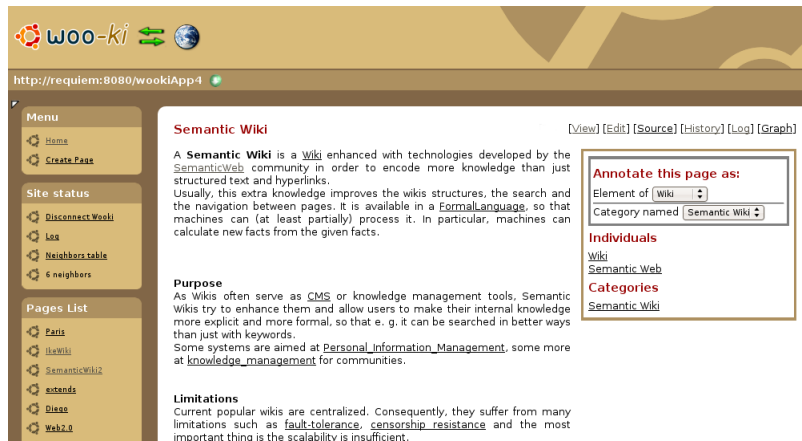 woo-ki
http://requiem:8080/wookiApp4
Menu
Home
Create Page
Site status
Disconnect Wooki
Log
Neighbors table
6 neighbors
Pages List
Paris
IkeWiki
SemanticWiki2
extends
Diego
Web2.0
Semantic Wiki
[View] [Edit] [Source] [History] [Log] [Graph]
A Semantic Wiki is a Wiki enhanced with technologies developed by the
SemanticWeb community in order to encode more knowledge than just
structured text and hyperlinks.
Usually, this extra knowledge improves the wikis structures, the search and
the navigation between pages. It is available in a FormalLanguage, so that
machines can (at least partially) process it. In particular, machines can
calculate new facts from the given facts.
Purpose
As Wikis often serve as CMS or knowledge management tools, Semantic
Wikis try to enhance them and allow users to make their internal knowledge
more explicit and more formal, so that e. g. it can be searched in better ways
than just with keywords.
Some systems are aimed at Personal_Information_Management, some more
at knowledge_management for communities.
Limitations
Current popular wikis are centralized. Consequently, they suffer from many
limitations such as fault-tolerance, censorship resistance and the most
important thing is the scalability is insufficient.
Annotate this page as:
Element of Wiki
Category named Semantic Wiki
Individuals
Wiki
Semantic Web
Categories
Semantic Wiki